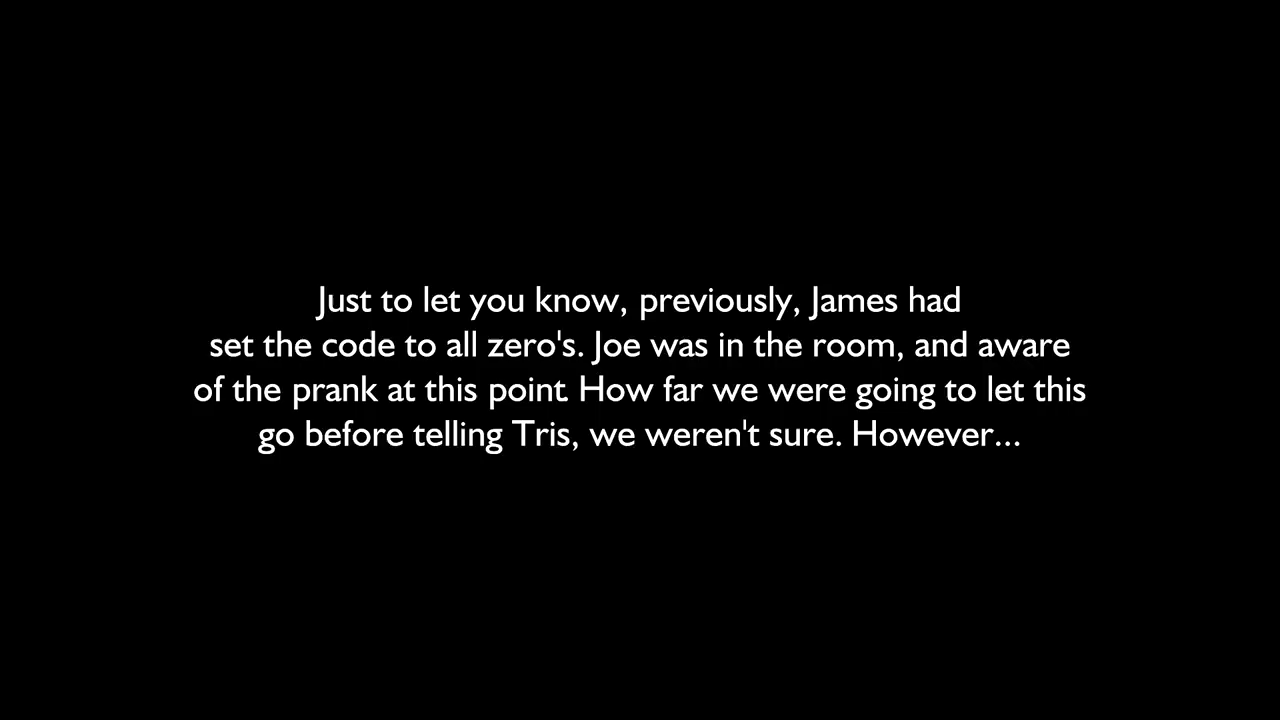 Just to let you know, previously, James had
set the code to all zero's. Joe was in the room, and aware
of the prank at this point. How far we were going to let this
go before telling Tris, we weren't sure. However...